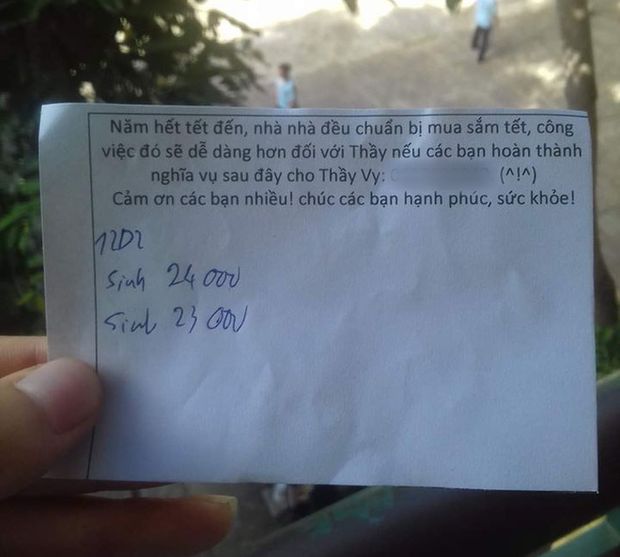 Năm hết tết đến, nhà nhà đều chuẩn bị mua sắm tết, công
việc đó sẽ dễ dàng hơn đối với Thầy nếu các bạn hoàn thành
nghĩa vụ sau đây cho Thầy Vy: (^!^)
Cảm ơn các bạn nhiều! chúc các bạn hạnh phúc, sức khỏe!
12D2
Sinh 24 000
Sinh 23 000